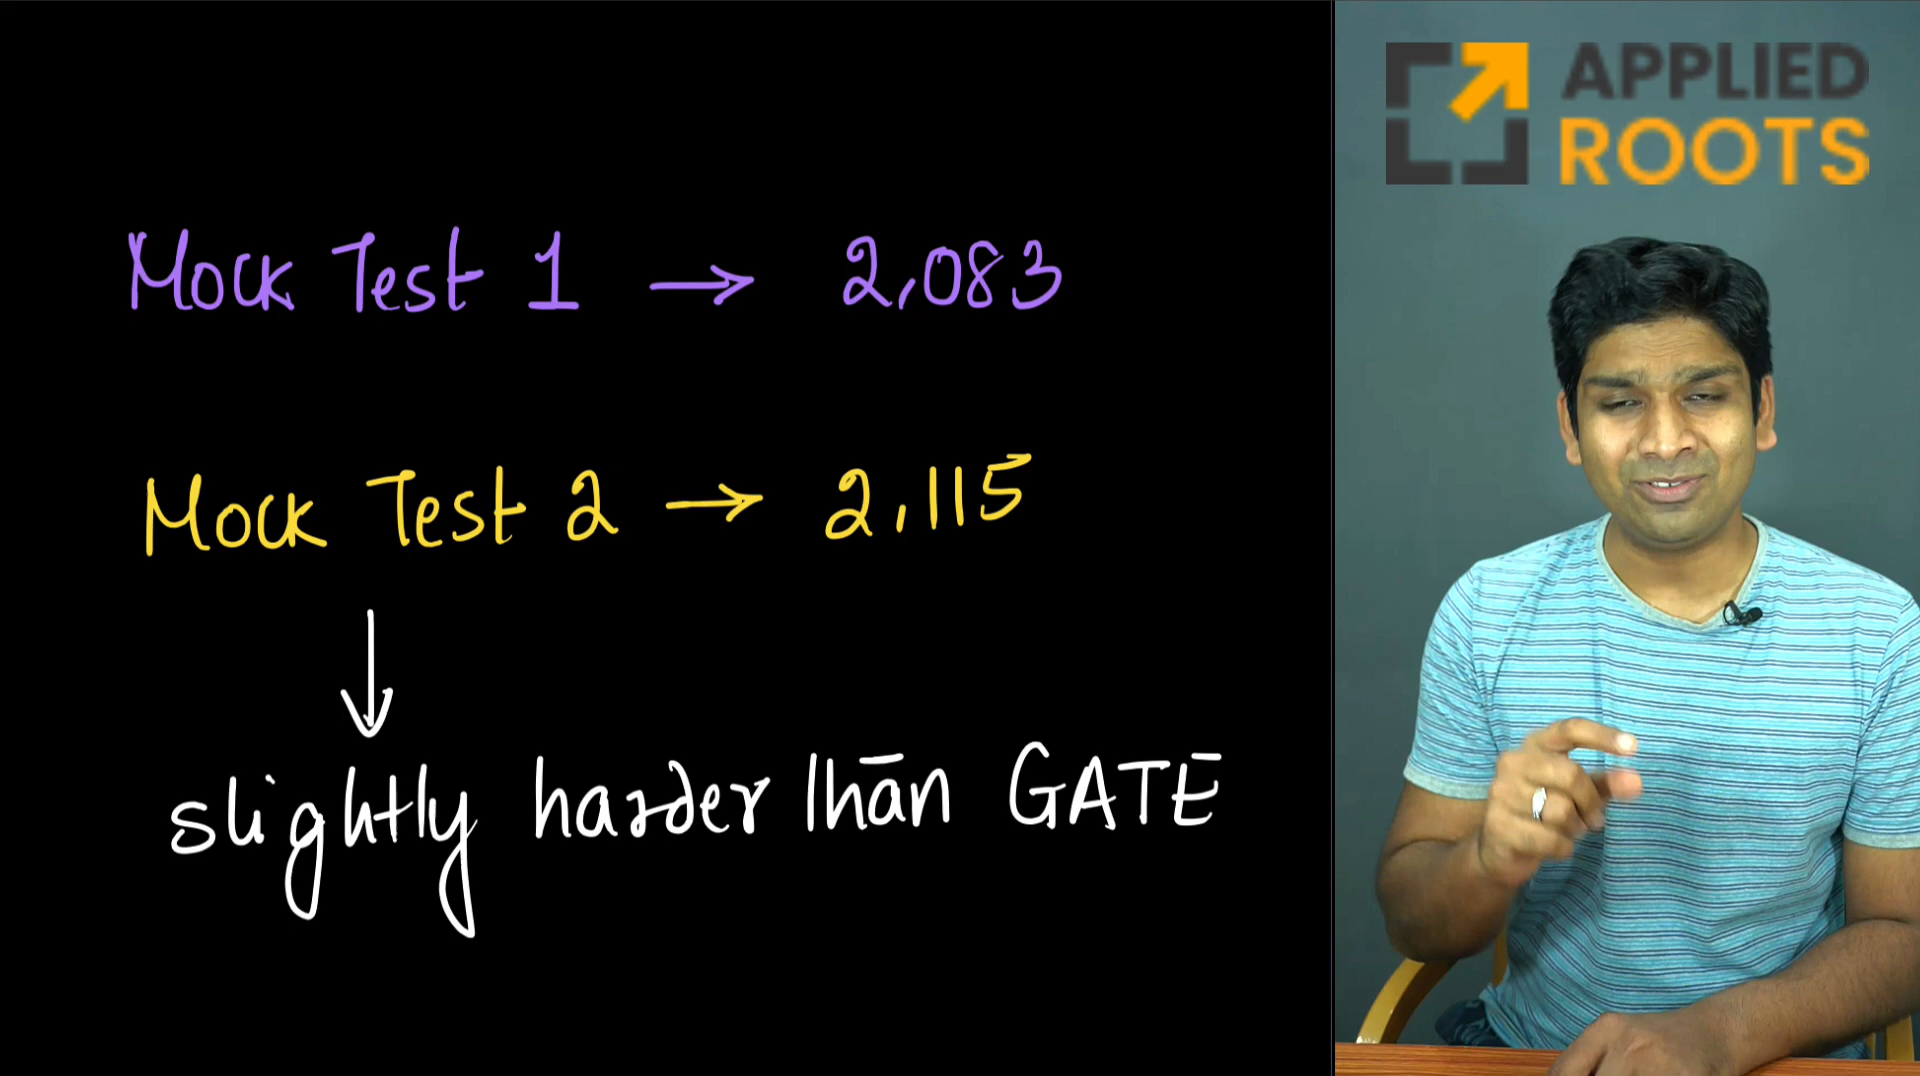 Mock Test 1 → 2,083
Mock Test 2 → 2,115
↓
slightly harder than GATE
APPLIED
ROOTS